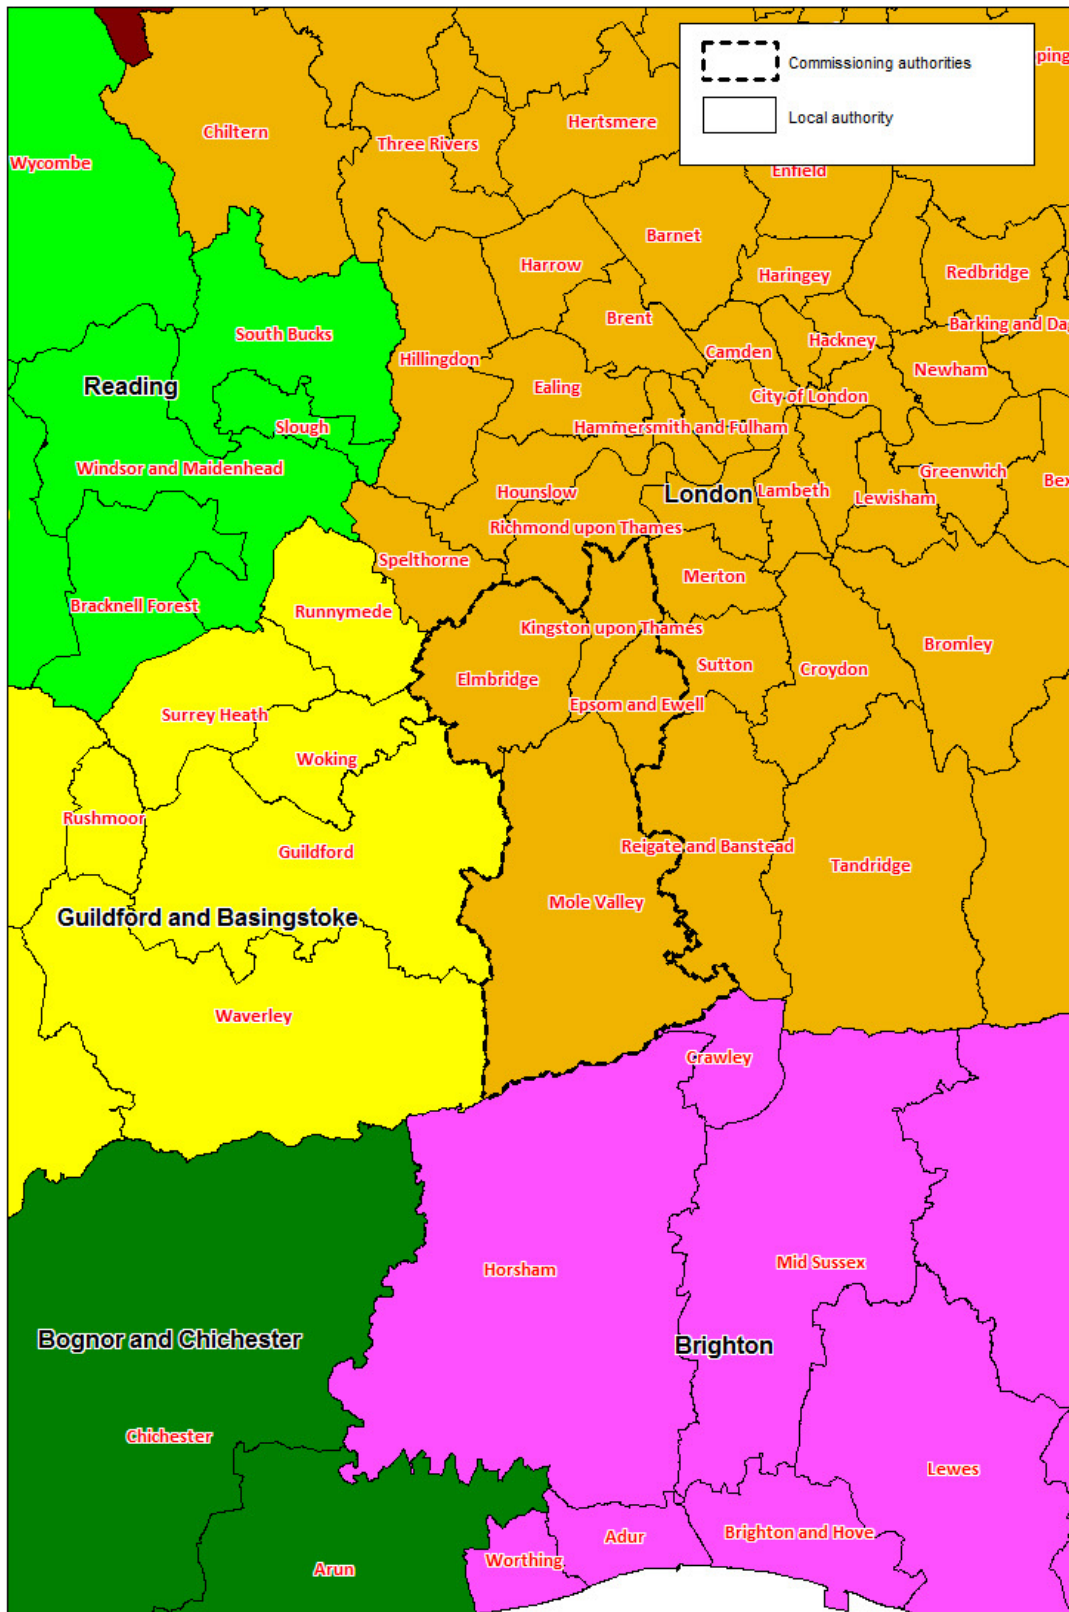 Commissioning authorities
Local authority
ping
Chiltern
Hertsmere
Three Rivers
Wycombe
Enfield
Barnet
Harrow
Haringey
Redbridge
South Bucks
Brent
Barking and Dag
Hackney
Camden
Hillingdon
Newham
Reading
Ealing
City of London
Slough
Hammersmith and Fulham
Windsor and Maidenhead
Greenwich
Bex
Hounslow
London
Lambeth
Lewisham
Richmond upon Thames
Spelthorne
Merton
Bracknell Forest
Runnymede
Kingston upon Thames
Bromley
Sutton
Croydon
Elmbridge
Epsom and Ewell
Surrey Heath
Woking
Rushmoor
Guildford
Reigate and Banstead
Tandridge
Mole Valley
Guildford and Basingstoke
Waverley
Crawley
Horsham
Mid Sussex
Bognor and Chichester
Brighton
Chichester
Lewes
Brighton and Hove
Adur
Worthing
Arun